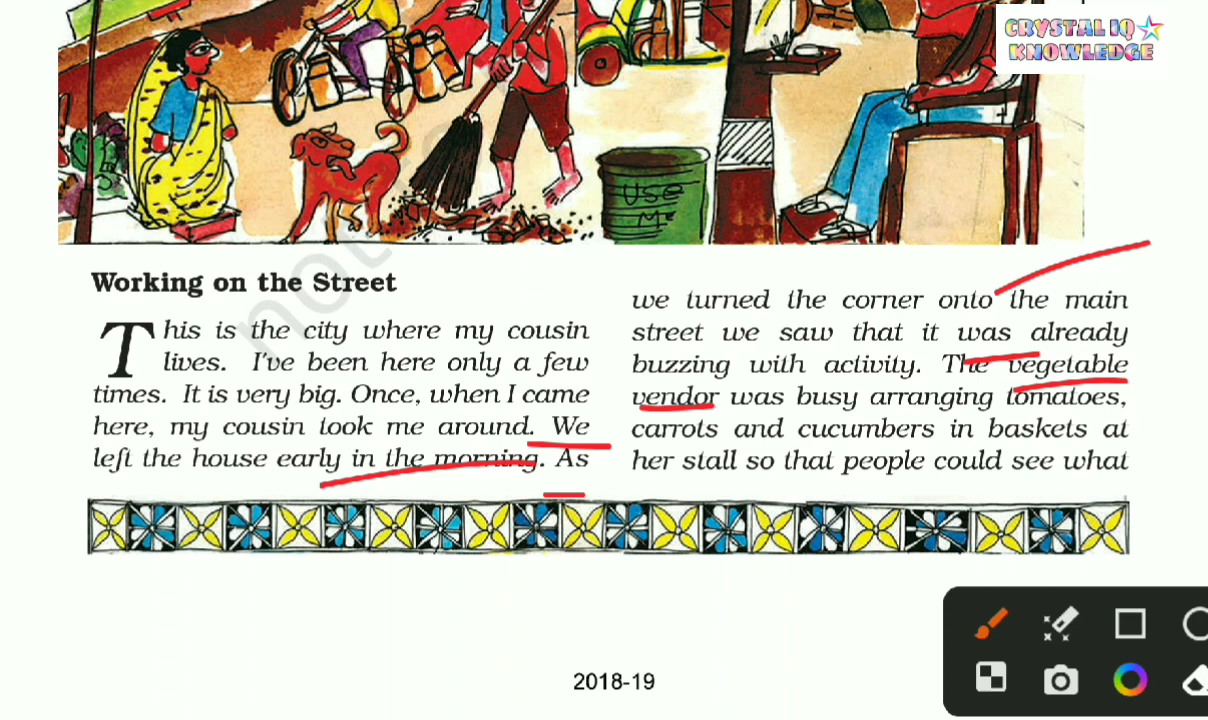 CRYSTAL IQ
KNOWLEDGE
USE
ME
Working on the Street
This is the city where my cousin
lives. I've been here only a few
times. It is very big. Once, when I came
here, my cousin took me around. We
left the house early in the morning. As
we turned the corner onto the main
street we saw that it was already
buzzing with activity. The vegetable
vendor was busy arranging tomatoes,
carrots and cucumbers in baskets at
her stall so that people could see what
2018-19